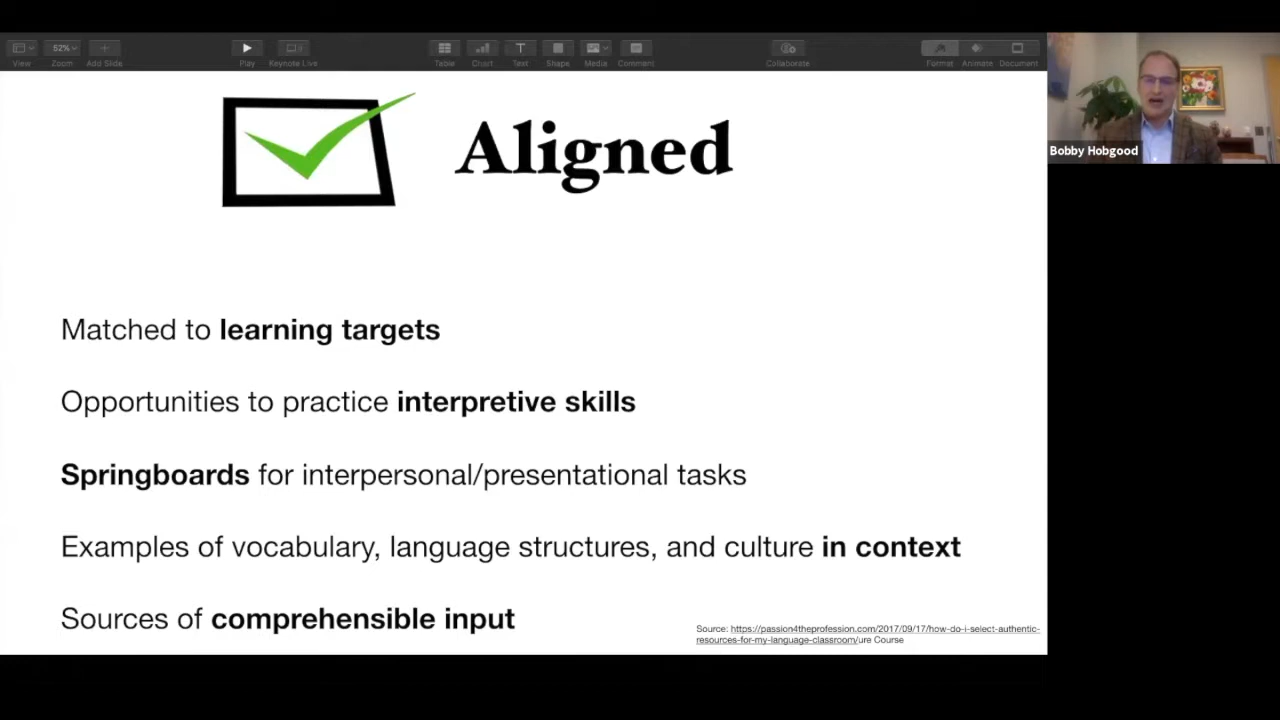 View
52%
Zoom
Add Slide
Play
Keynote Live
Table
Chart
T
Text
Shape
Media
Comment
Collaborate
Format
Animate
Document
Bobby Hobgood
Aligned
Matched to learning targets
Opportunities to practice interpretive skills
Springboards for interpersonal/presentational tasks
Examples of vocabulary, language structures, and culture in context
Sources of comprehensible input
Source: https://passion4theprofession.com/2017/09/17/how-do-i-select-authentic-
resources-for-my-language-classroom/ure Course